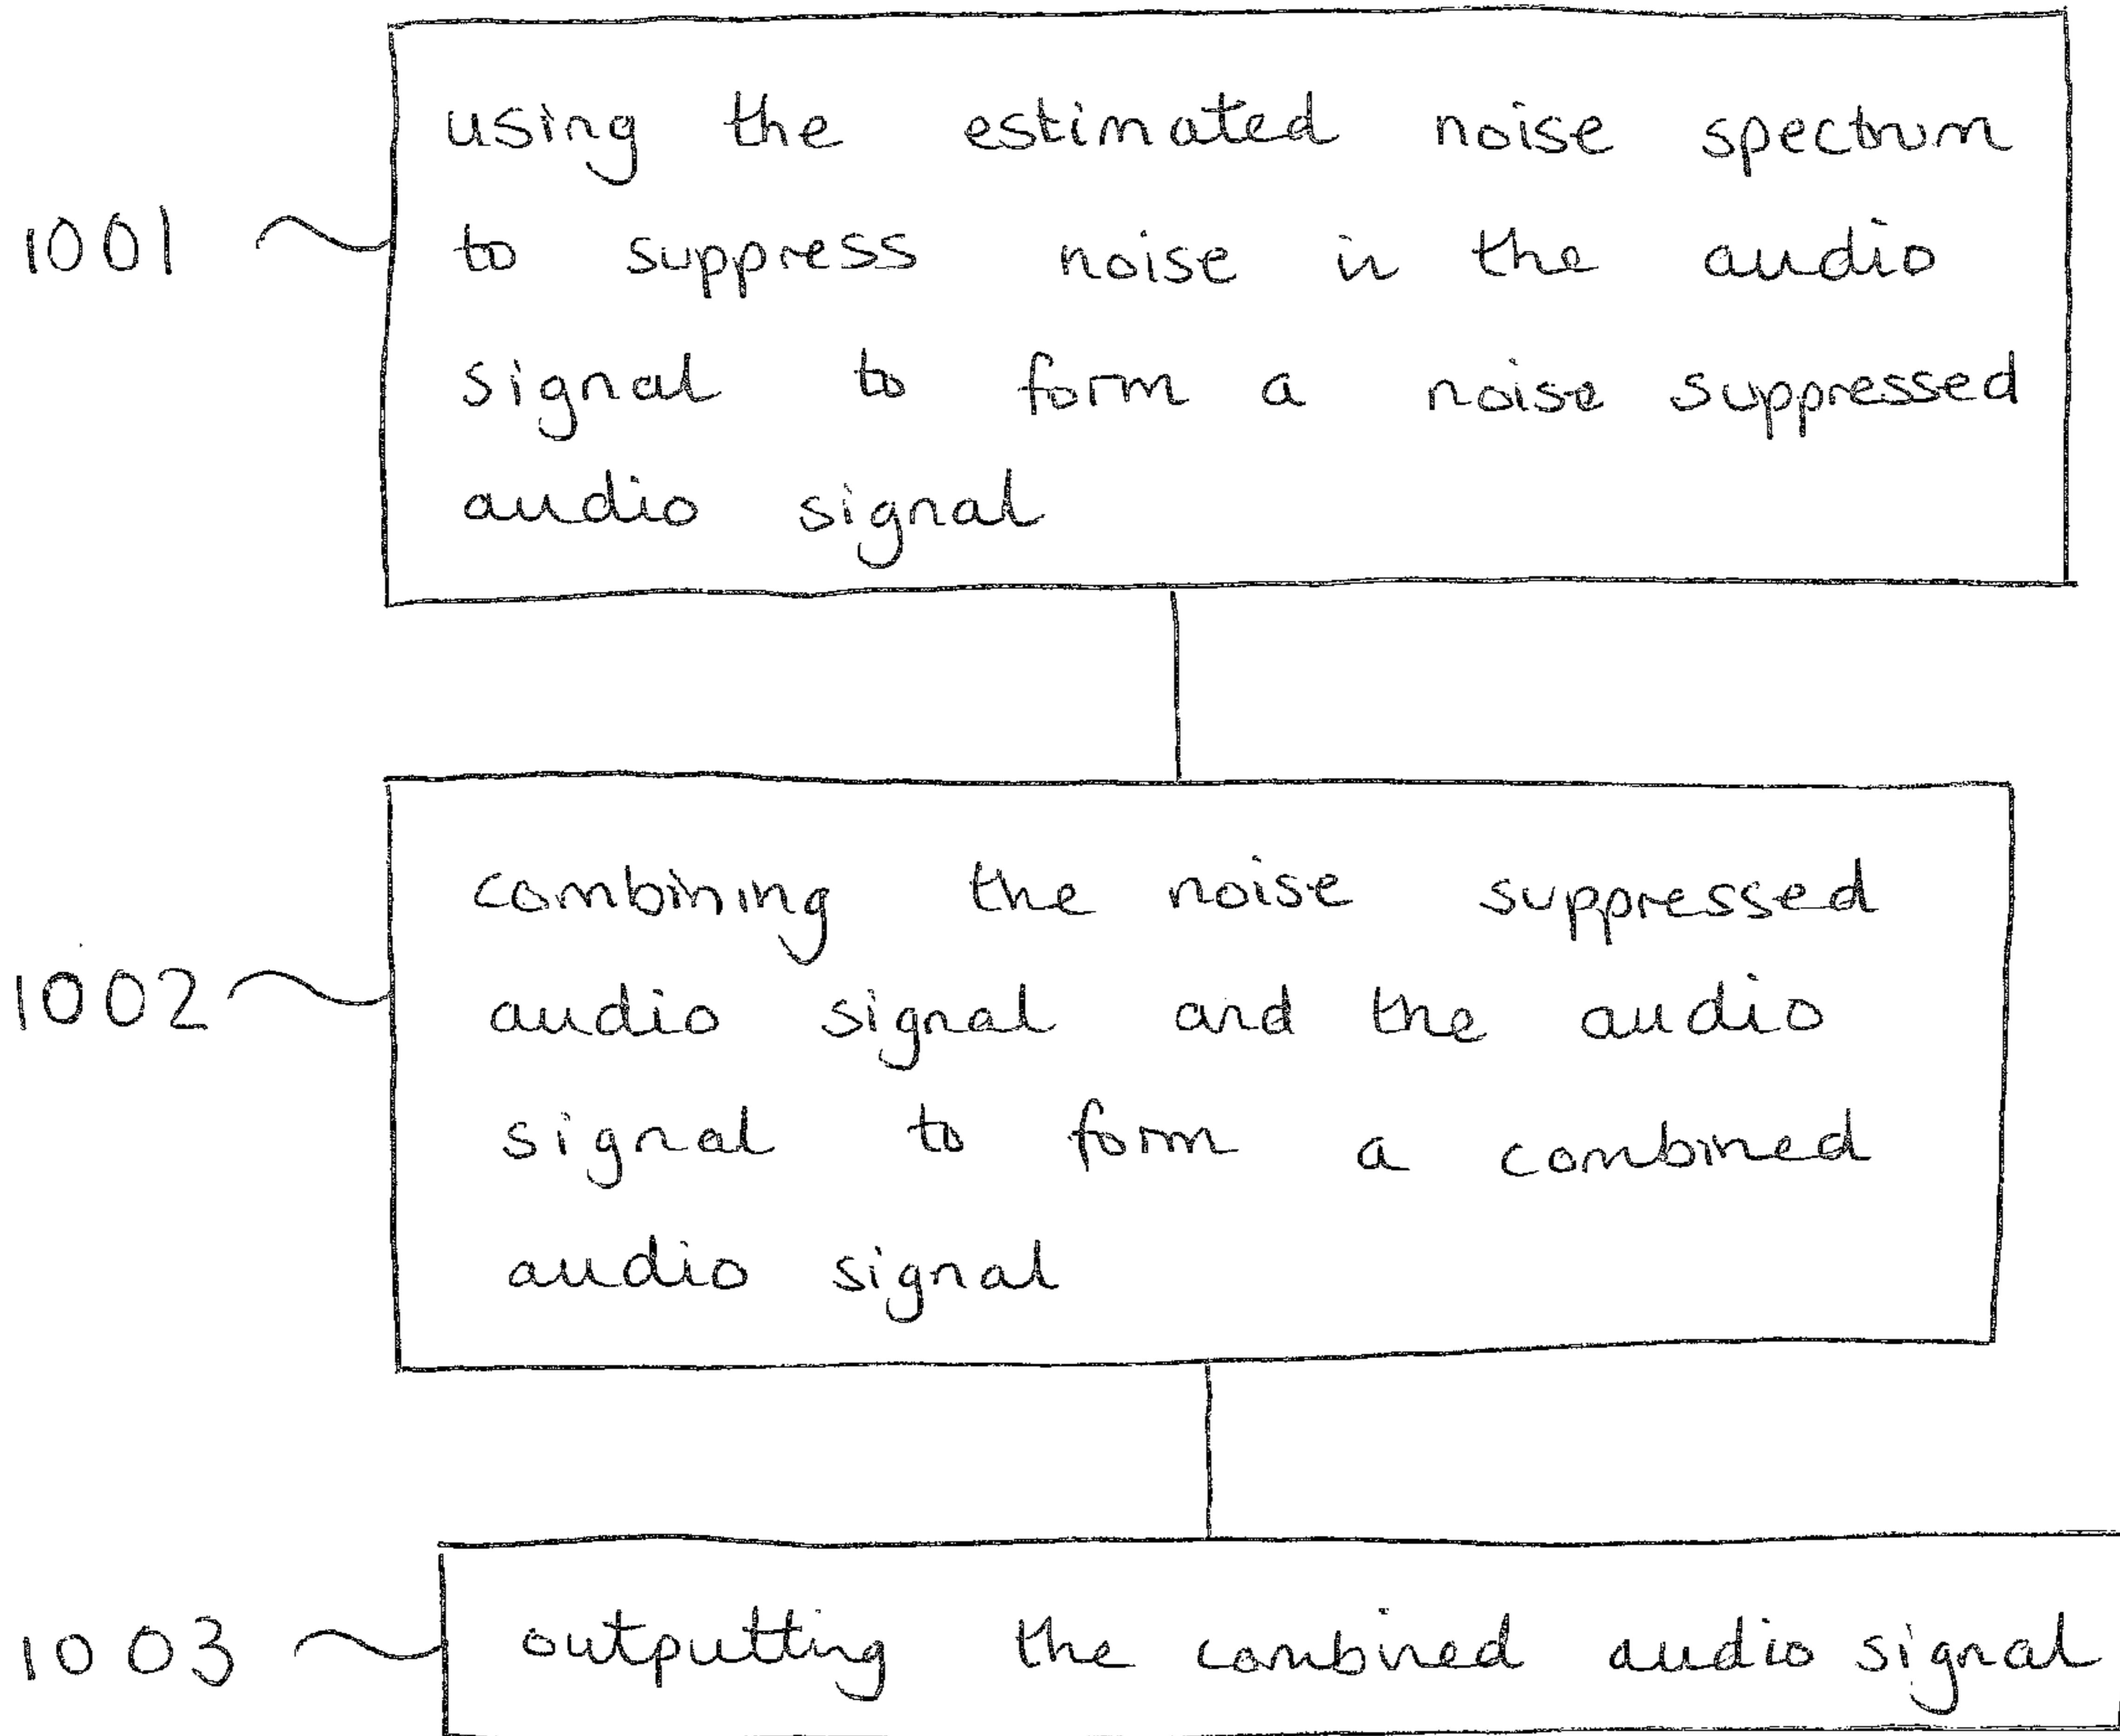 using the estimated noise spectrum
1001 to suppress noise in the audio
signal to form a noise suppressed
audio signal
combining the noise suppressed
1002 audio signal and the audio
signal to form a combined
audio signal
1003 outputting the combined audio signal